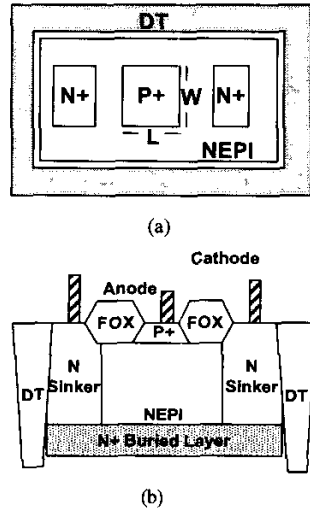 DT
N+ P+ W N+
L
NEPI
(a)
Cathode
Anode
FOX P+ FOX
N Sinker N Sinker
DT DT
NEPI
N+ Buried Layer
(b)